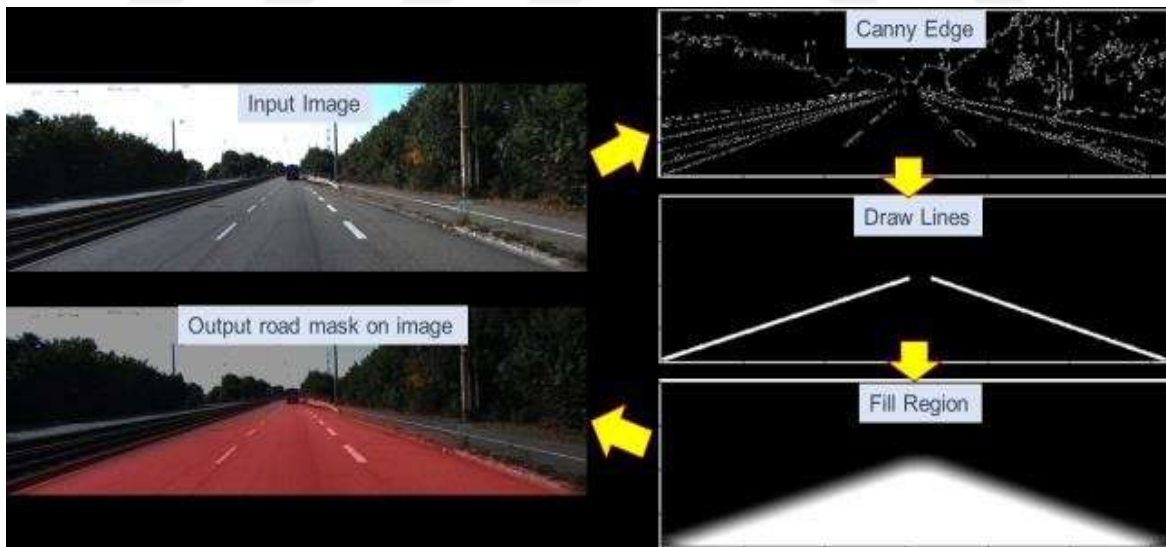 Input Image
Canny Edge
Draw Lines
Fill Region
Output road mask on image